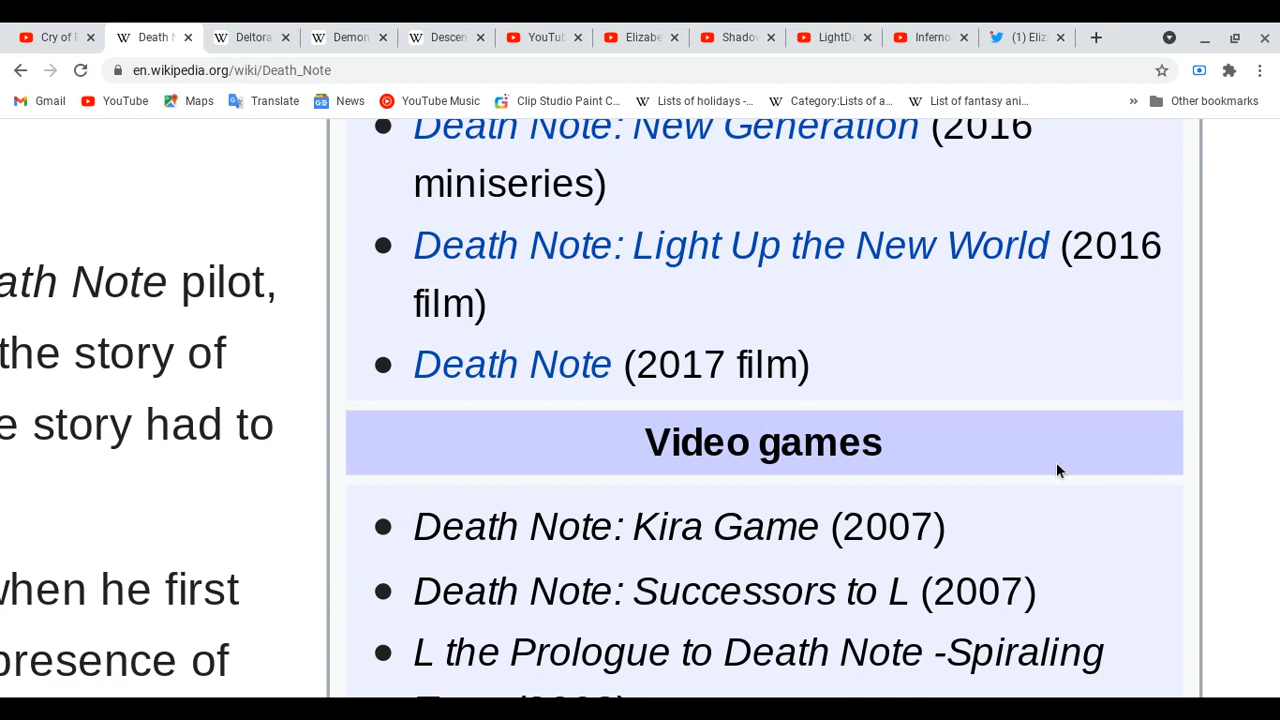 Cry of F
Death N
Deltora
Demon
Descen
YouTub
Elizabe
Shadow
LightDa
Inferno
(1) Eliz
en.wikipedia.org/wiki/Death_Note
Gmail
YouTube
Maps
Translate
News
YouTube Music
Clip Studio Paint C...
Lists of holidays -...
Category:Lists of a...
List of fantasy ani...
»
Other bookmarks
Death Note: New Generation (2016
miniseries)
Death Note: Light Up the New World (2016
film)
Death Note (2017 film)
Video games
Death Note: Kira Game (2007)
Death Note: Successors to L (2007)
L the Prologue to Death Note -Spiraling
ath Note pilot,
the story of
e story had to
when he first
presence of